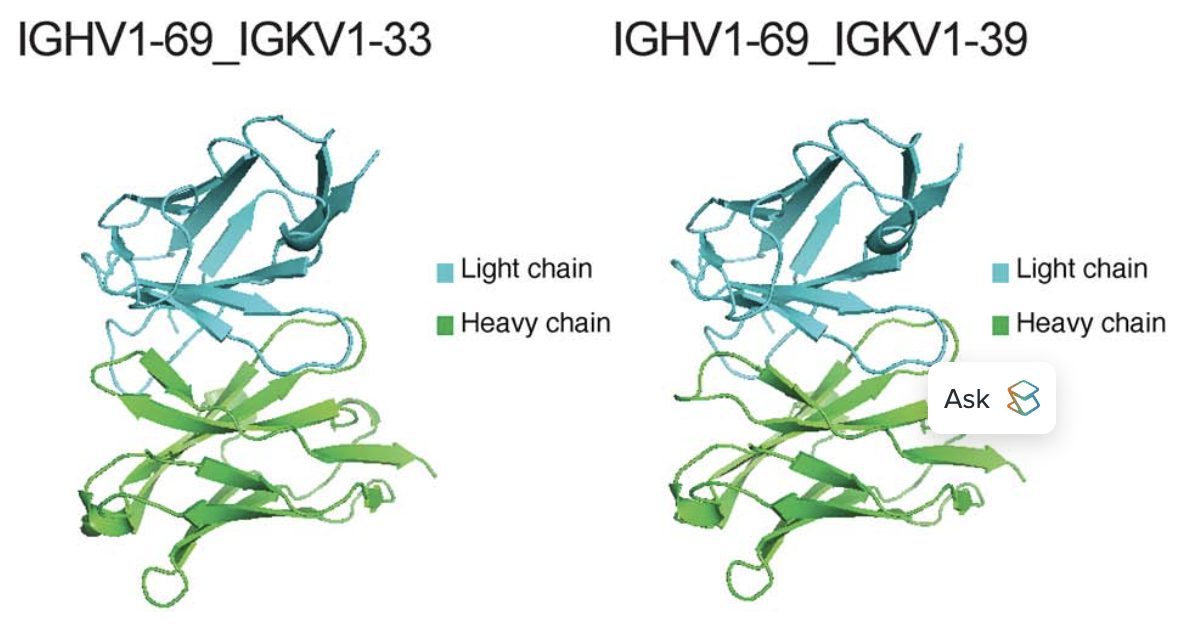 IGHV1-69_IGKV1-33
IGHV1-69_IGKV1-39
Light chain
Heavy chain
Light chain
Heavy chain
Ask